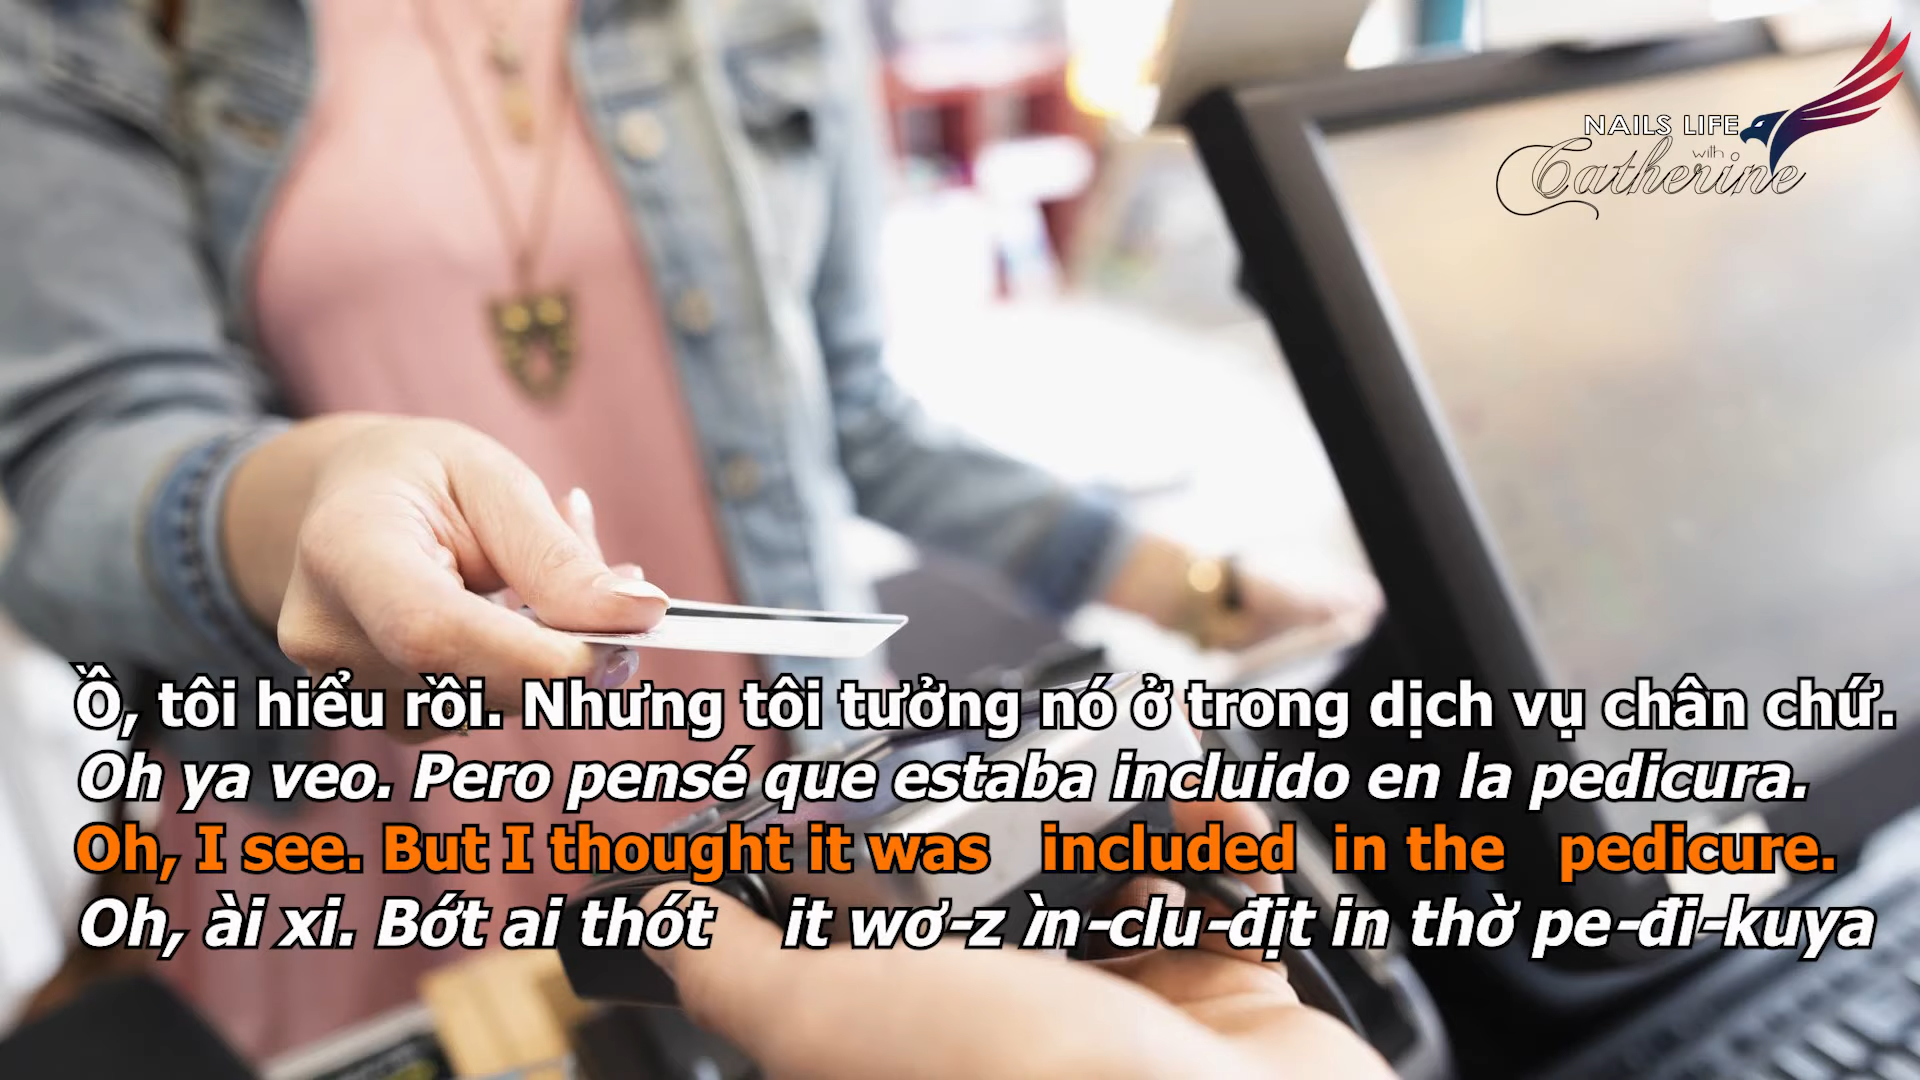 NAILS LIFE
with
Catherine
Ồ, tôi hiểu rồi. Nhưng tôi tưởng nó ở trong dịch vụ chân chứ.
Oh ya veo. Pero pensé que estaba incluido en la pedicura.
Oh, I see. But I thought it was included in the pedicure.
Oh, ài xi. Bớt ai thót it wơ-z ìn-clu-địt in thờ pe-đi-kuya